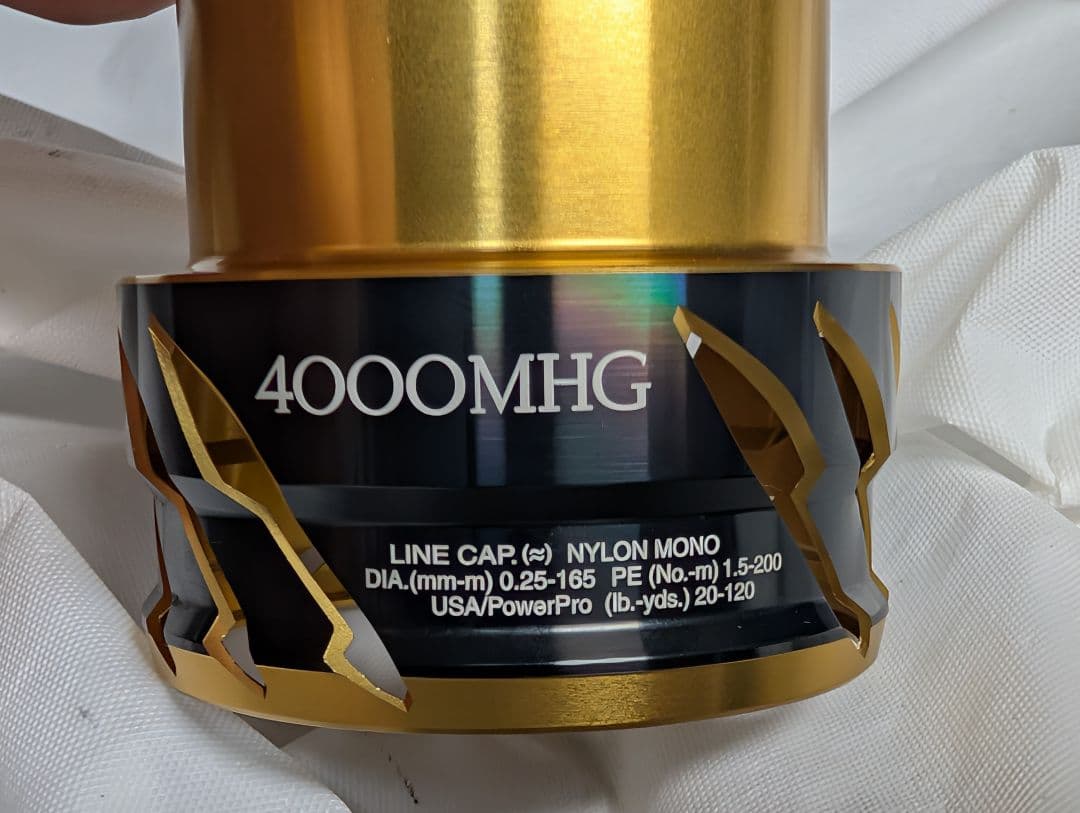 4000MHG
LINE CAP.(≈) NYLON MONO
DIA.(mm-m) 0.25-165 PE (No.-m) 1.5-200
USA/PowerPro (lb.-yds.) 20-120